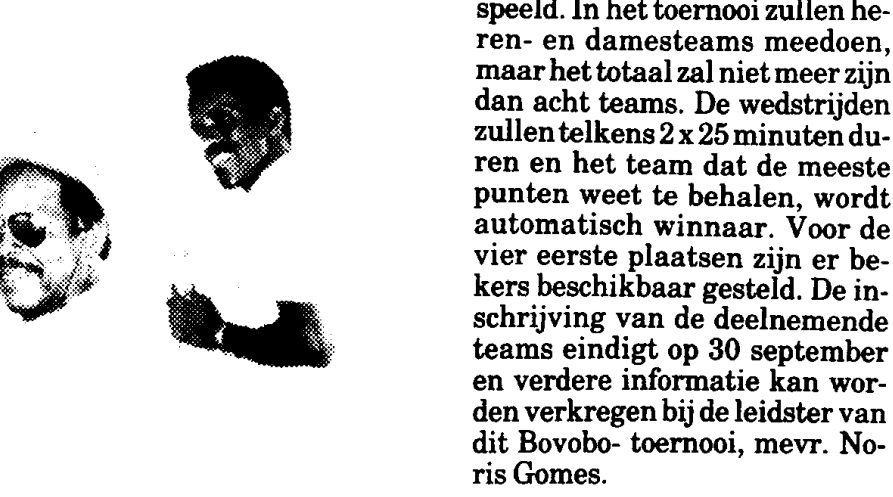 speeld. In het toernooi zullen he-
ren- en damesteams meedoen,
maar het totaal zal niet meer zijn
dan acht teams. De wedstrijden
zullen telkens 2 x 25 minuten du-
ren en het team dat de meeste
punten weet te behalen, wordt
automatisch winnaar. Voor de
vier eerste plaatsen zijn er be-
kers beschikbaar gesteld. De in-
schrijving van de deelnemende
teams eindigt op 30 september
en verdere informatie kan wor-
den verkregen bij de leidster van
dit Bovobo- toernooi, mevr. No-
ris Gomes.